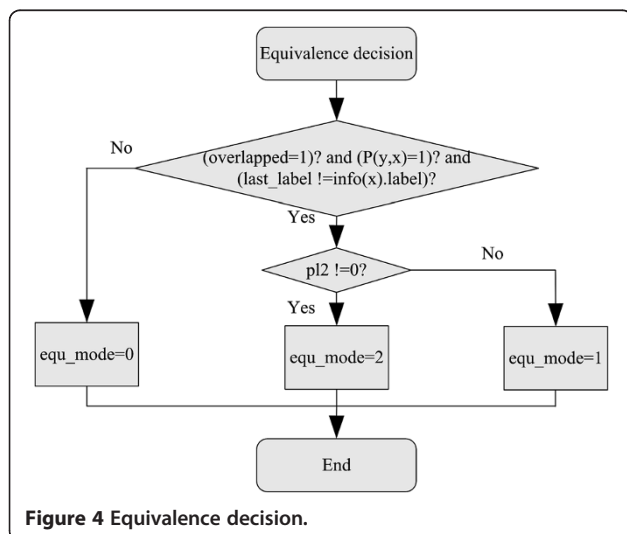 Equivalence decision
No
(overlapped=1)? and (P(y,x)=1)? and
(last_label !=info(x).label)?
Yes
pl2 !=0?
No
Yes
equ_mode=0
equ_mode=2
equ_mode=1
End
Figure 4 Equivalence decision.